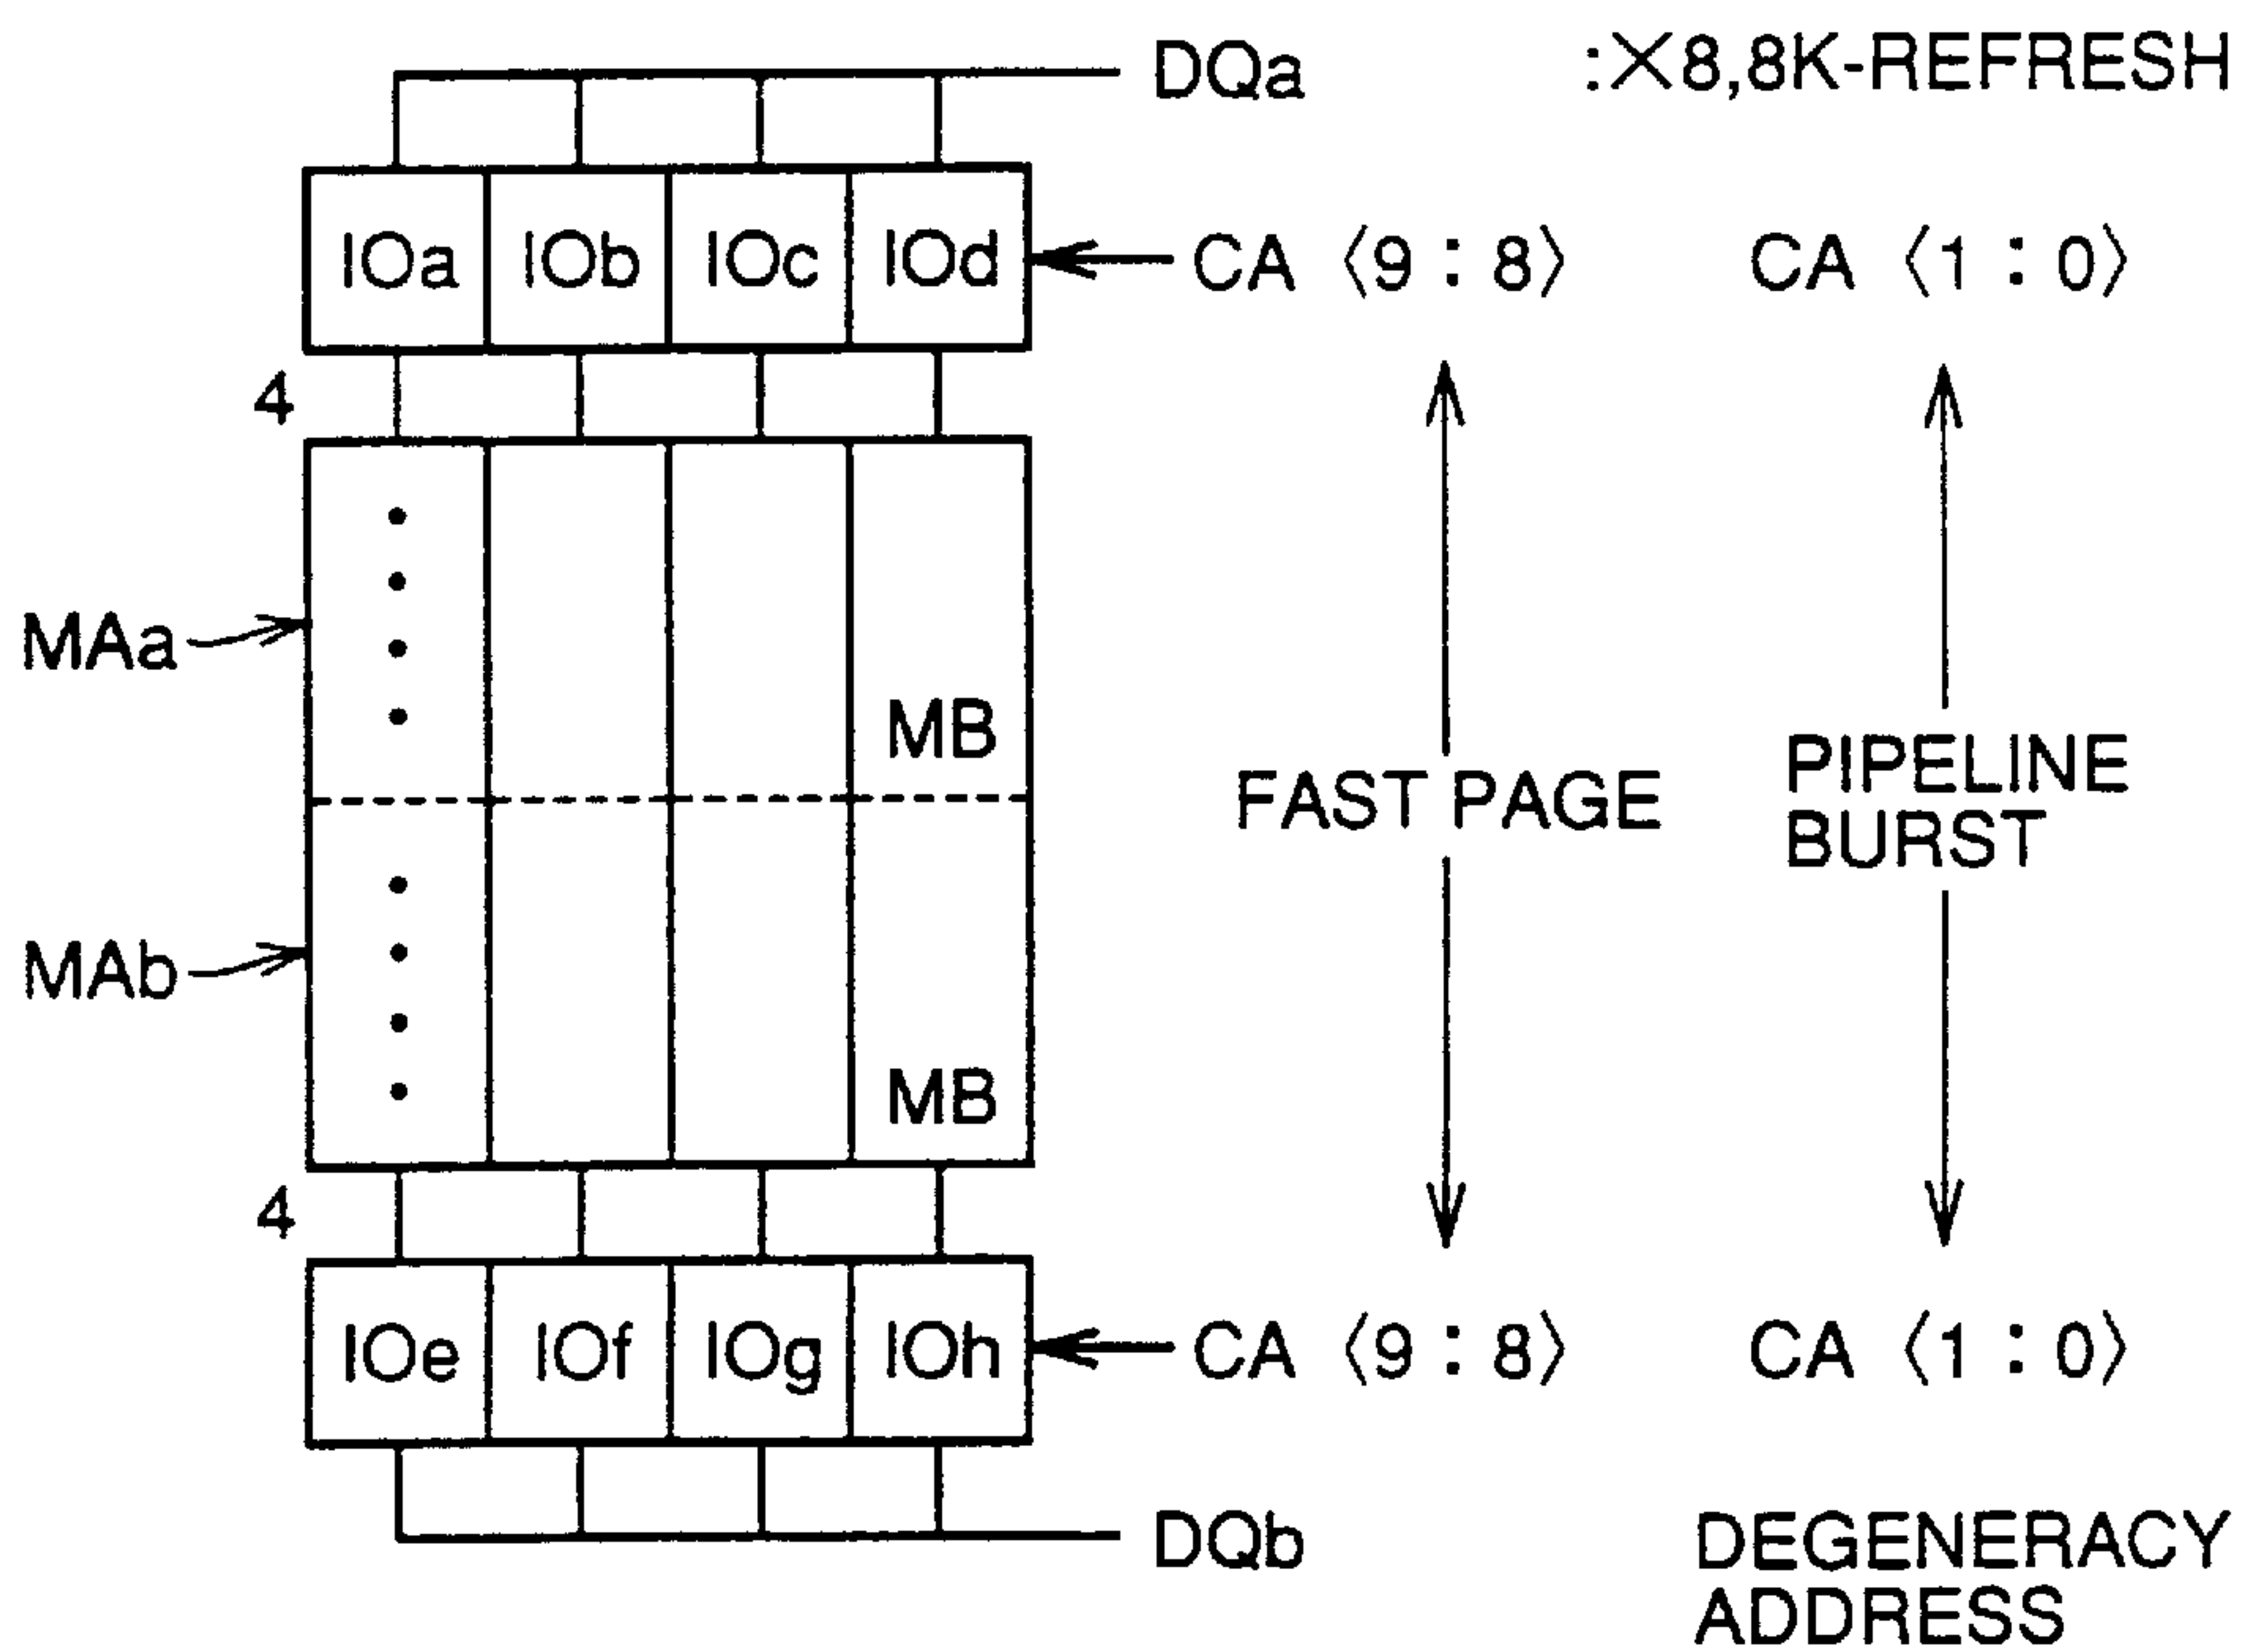 DQa :X8,8K-REFRESH
IOa IOb IOc IOd CA ⟨9 : 8⟩ CA ⟨1 : 0⟩
4
MAa
MB
FAST PAGE
PIPELINE
BURST
MAb
MB
4
IOe IOf IOg IOh CA ⟨9 : 8⟩ CA ⟨1 : 0⟩
DQb
DEGENERACY
ADDRESS